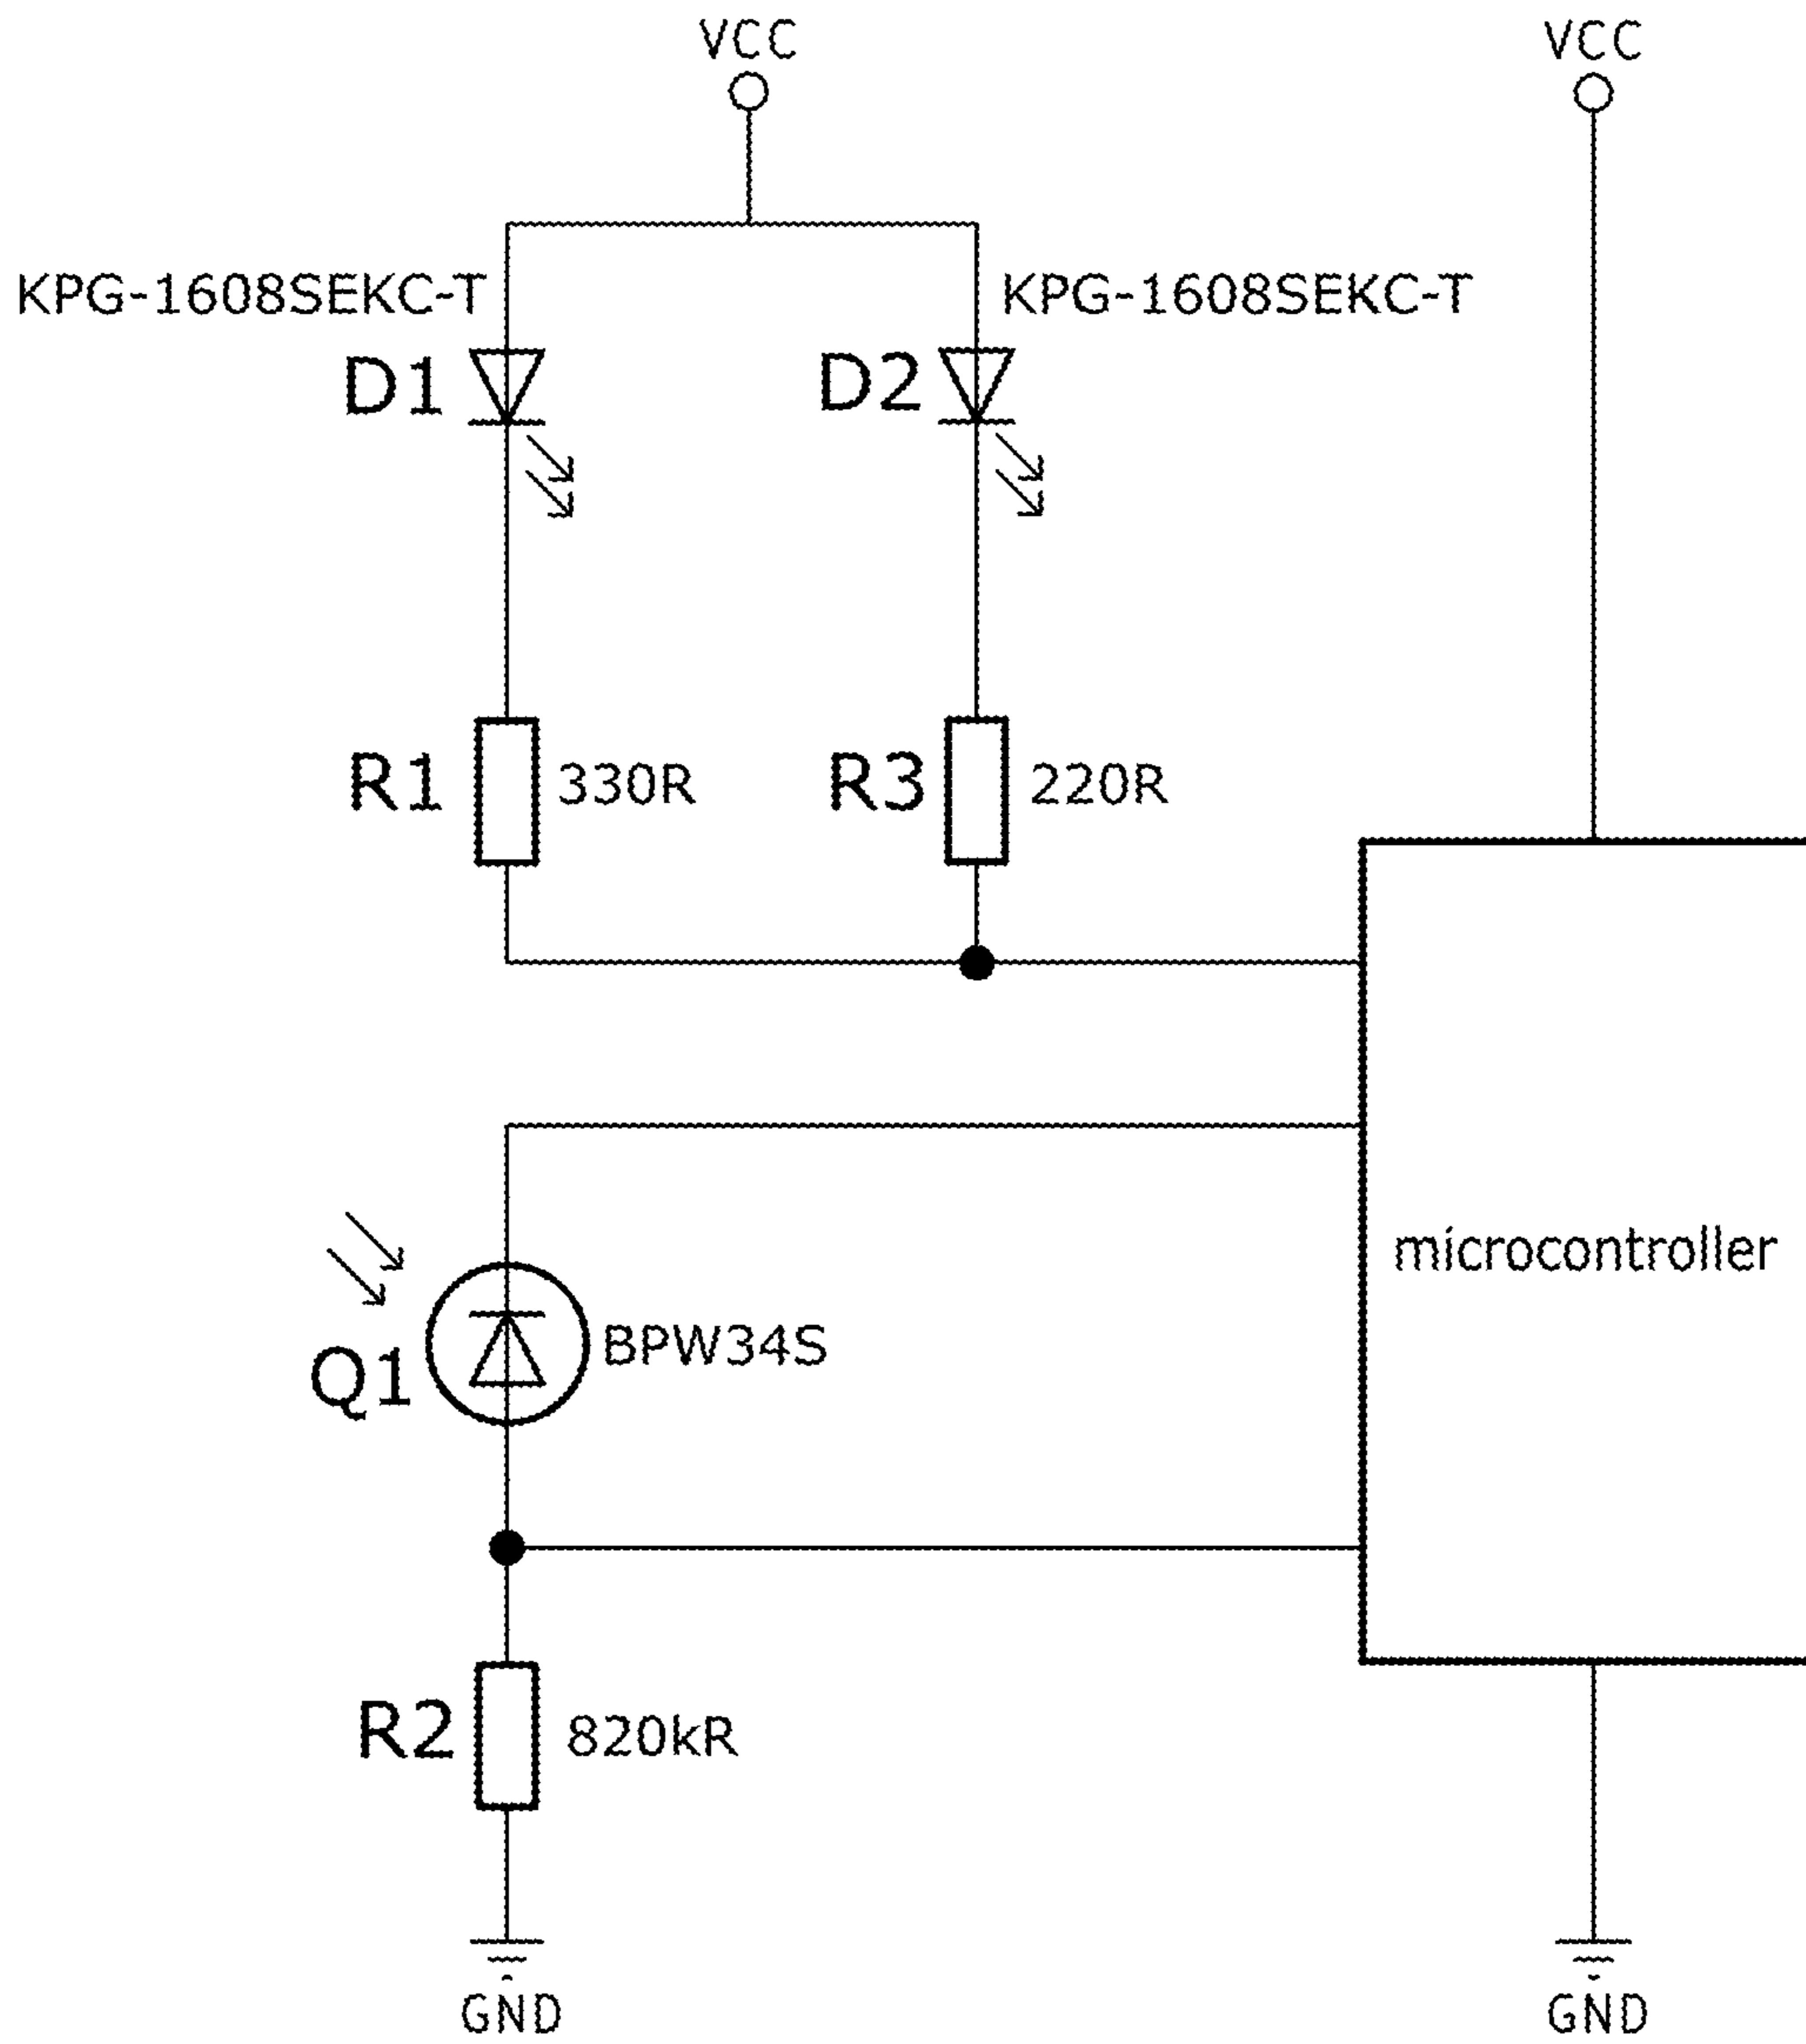 VCC
VCC
KPG-1608SEKC-T
KPG-1608SEKC-T
D1
D2
R1
330R
R3
220R
microcontroller
Q1
BPW34S
R2
820kR
GND
GND